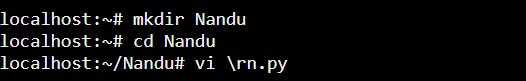 localhost:~# mkdir Nandu
localhost:~# cd Nandu
localhost:~/Nandu# vi \rn.py